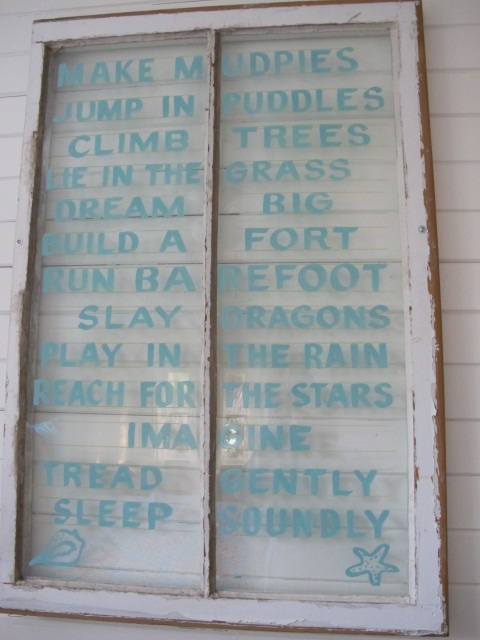 MAKE MUDPIES
JUMP IN PUDDLES
CLIMB TREES
LIE IN THE GRASS
DREAM BIG
BUILD A FORT
RUN BAREFOOT
SLAY DRAGONS
PLAY IN THE RAIN
REACH FOR THE STARS
IMAGINE
TREAD GENTLY
SLEEP SOUNDLY